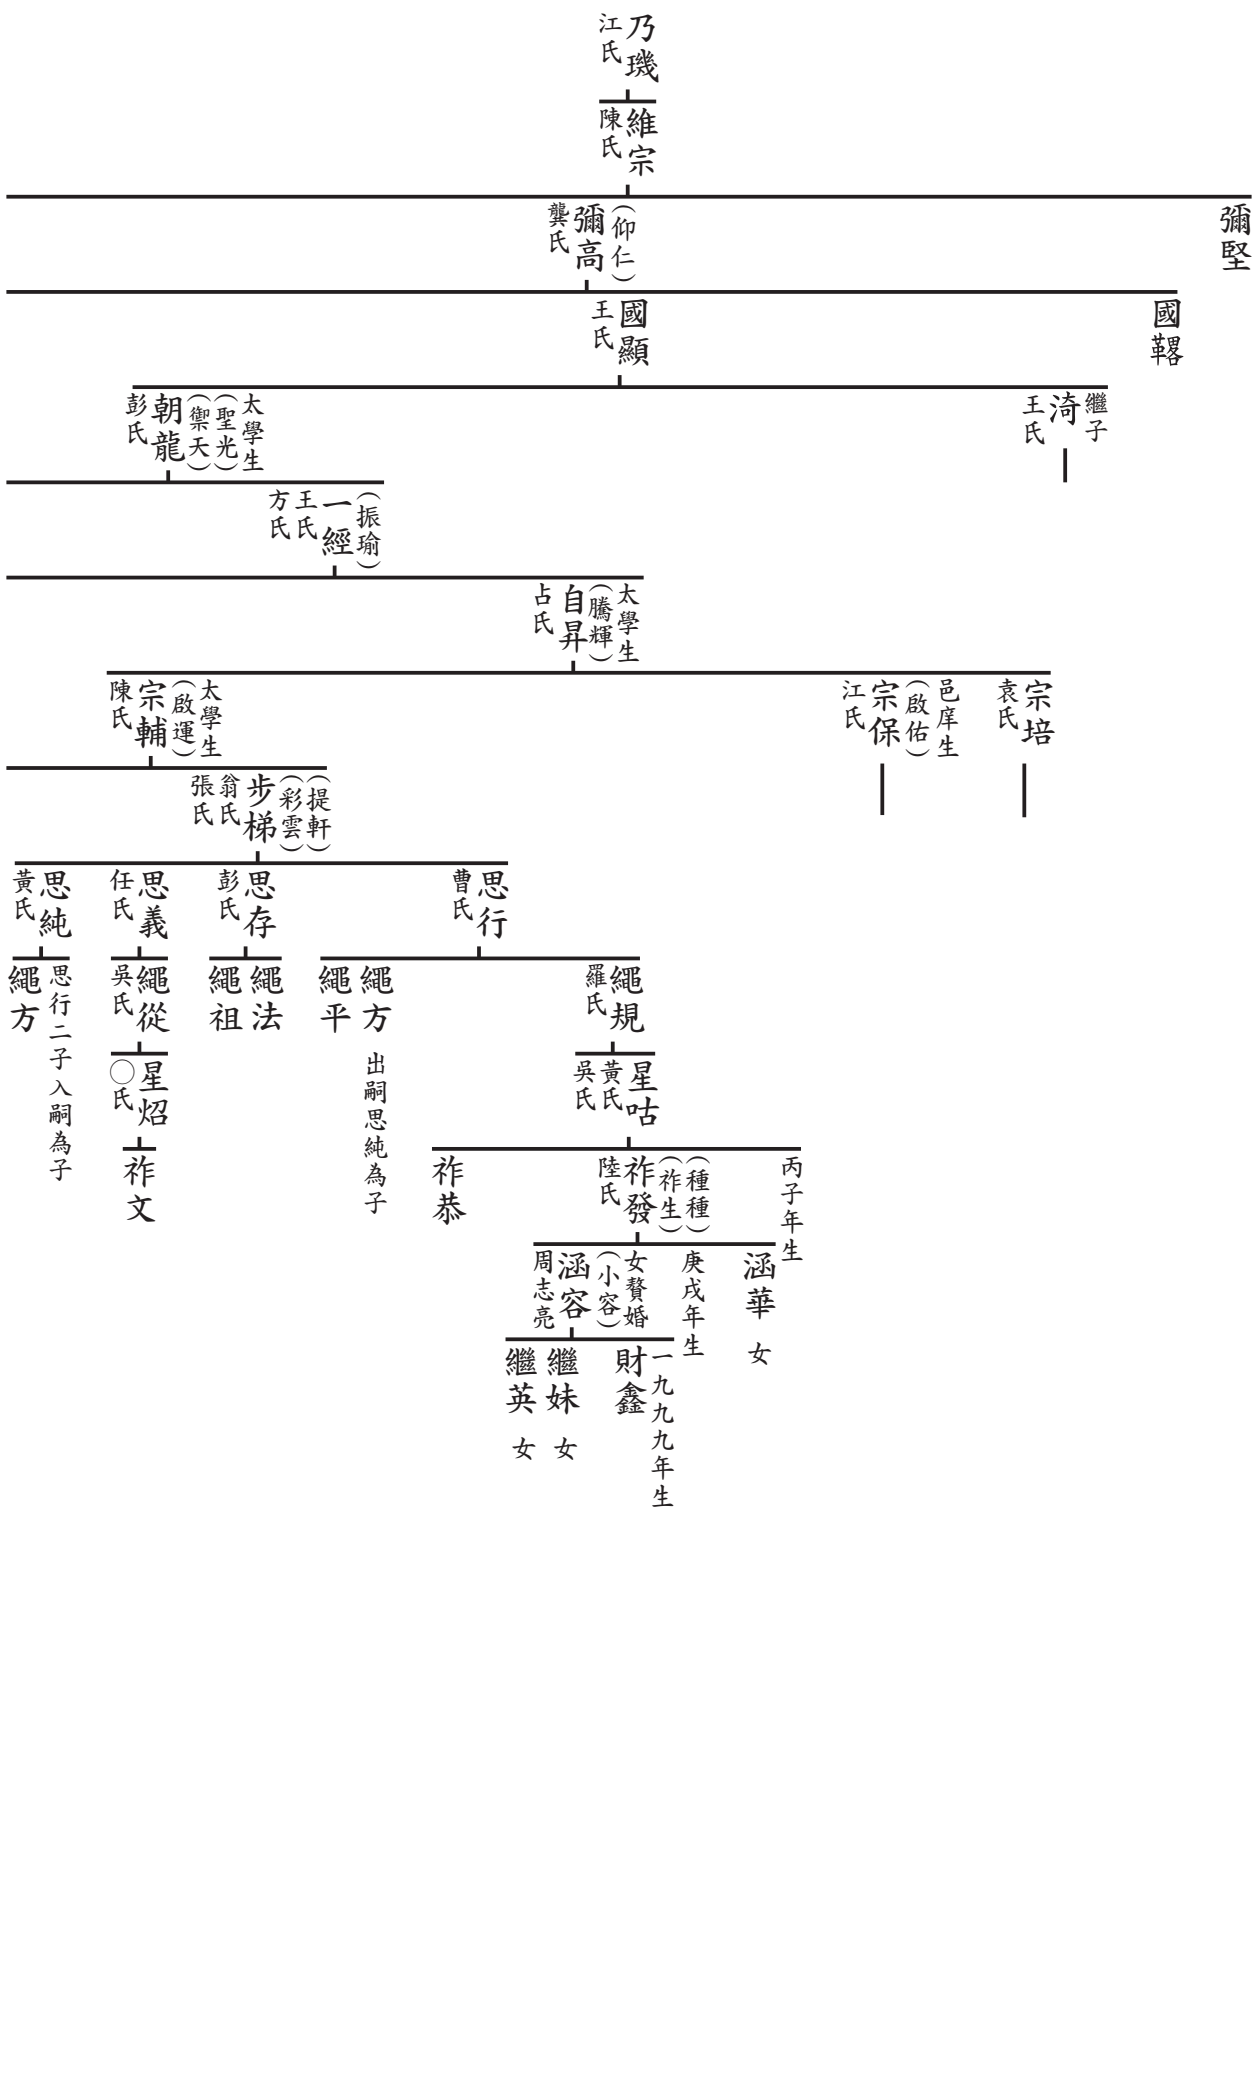 乃璣
江氏
維宗
陳氏
彌堅
(仰仁)
彌高
龔氏
國顯
王氏
繼子
渏
王氏
太學生
(聖光)
(禦天)
朝龍
彭氏
(振瑜)
一經
王氏
方氏
太學生
(騰輝)
自昇
占氏
宗培
袁氏
邑庠生
(啟佑)
宗保
江氏
太學生
(啟運)
宗輔
陳氏
(提軒)
(彩雲)
步梯
翁氏
張氏
思行
曹氏
思存
彭氏
思義
任氏
思純
黃氏
繩規
羅氏
繩方 出嗣思純為子
繩平
繩法
繩祖
繩從
吳氏
思行二子入嗣為子
繩方
星咕
黃氏
吳氏
星炤
〇氏
丙子年生
(種種)
(祚生)
祚發
陸氏
祚恭
祚文
涵華 女
庚戌年生
女贅婚
(小容)
涵容
周志亮
一九九九年生
財鑫
繼妹 女
繼英 女